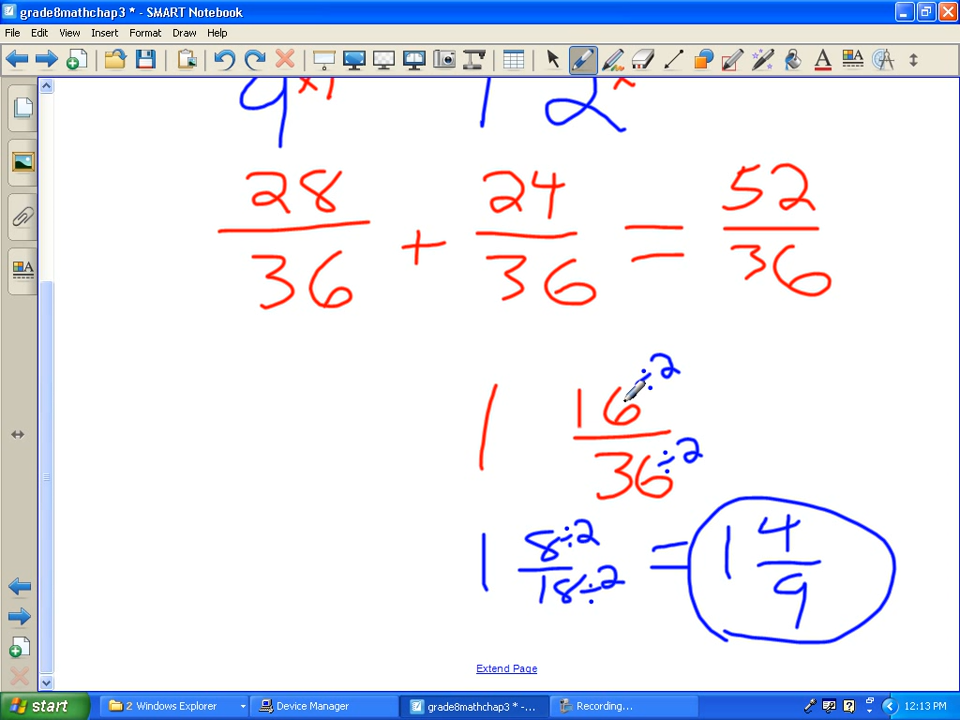 grade8mathchap3 * - SMART Notebook
File Edit View Insert Format Draw Help
9 12
28/36 + 24/36 = 52/36
1 16÷2/36÷2
1 8÷2/18÷2 = 1 4/9
Extend Page
start 2 Windows Explorer Device Manager grade8mathchap3 * -... Recording... 12:13 PM